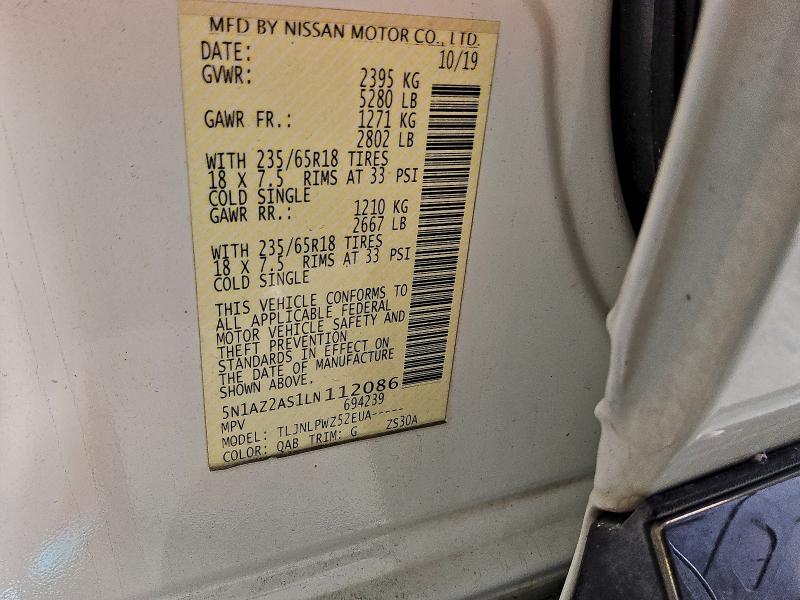 MFD BY NISSAN MOTOR CO., LTD.
DATE: 10/19
GVWR: 2395 KG
5280 LB
GAWR FR.: 1271 KG
2802 LB
WITH 235/65R18 TIRES
18 X 7.5 RIMS AT 33 PSI
COLD SINGLE
GAWR RR.: 1210 KG
2667 LB
WITH 235/65R18 TIRES
18 X 7.5 RIMS AT 33 PSI
COLD SINGLE
THIS VEHICLE CONFORMS TO
ALL APPLICABLE FEDERAL
MOTOR VEHICLE SAFETY AND
THEFT PREVENTION
STANDARDS IN EFFECT ON
THE DATE OF MANUFACTURE
SHOWN ABOVE.
5N1AZ2AS1LN112086
MPV 694239
MODEL: TLJNLPWZ52EUA-----
COLOR: QAB TRIM: G ZS30A